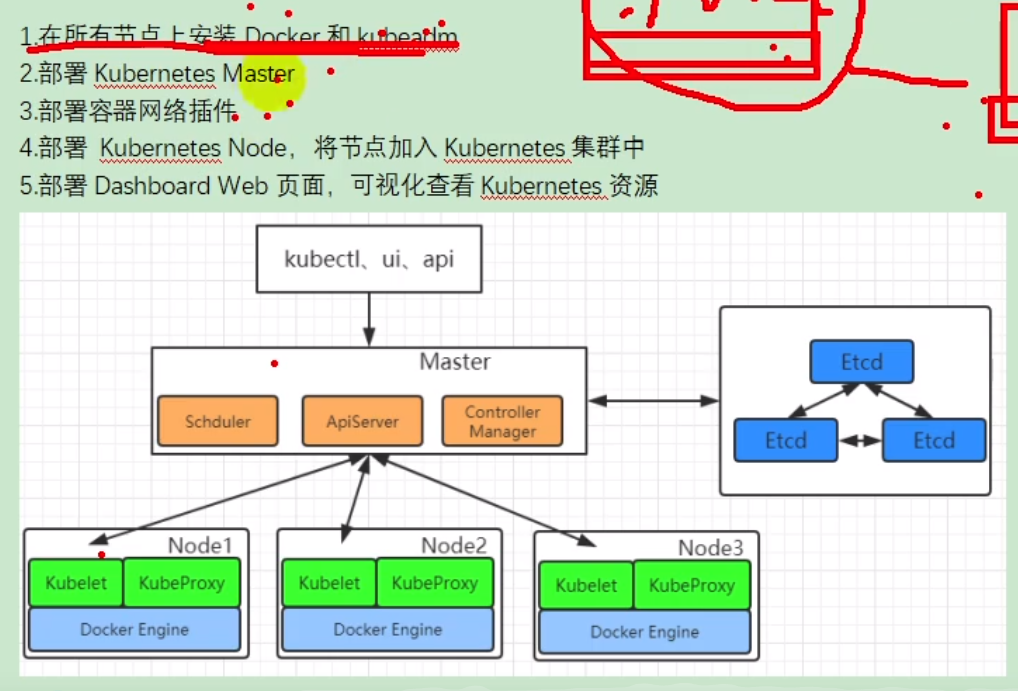 1.在所有节点上安装 Docker 和 kubeadm
2.部署 Kubernetes Master
3.部署容器网络插件
4.部署 Kubernetes Node，将节点加入 Kubernetes 集群中
5.部署 Dashboard Web 页面，可视化查看 Kubernetes 资源
kubectl、ui、api
Master
Schduler
ApiServer
Controller
Manager
Etcd
Etcd
Etcd
Node1
Kubelet
KubeProxy
Docker Engine
Node2
Kubelet
KubeProxy
Docker Engine
Node3
Kubelet
KubeProxy
Docker Engine